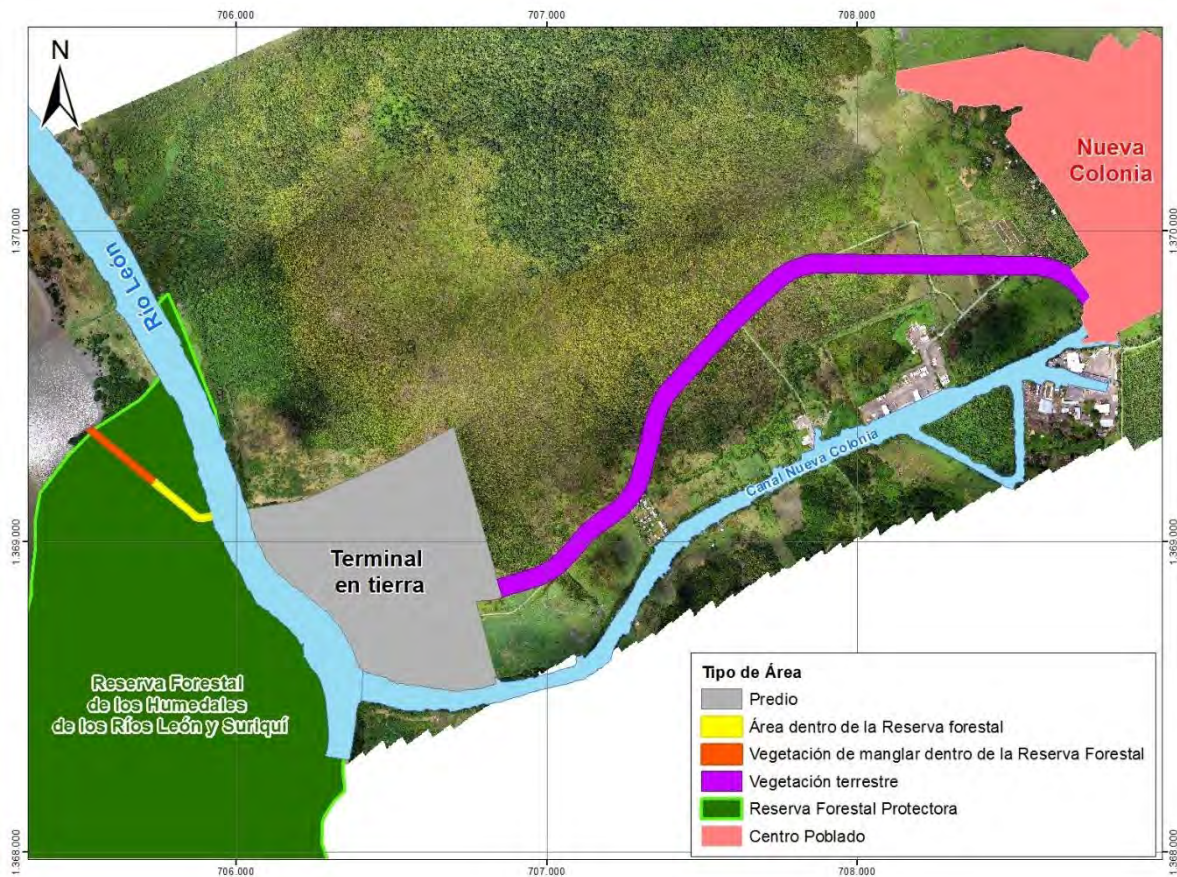 706.000
707.000
708.000
N
Nueva
Colonia
1.370.000
1.370.000
Río León
Canal Nueva Colonia
1.369.000
1.369.000
Terminal
en tierra
Reserva Forestal
de los Humedales
de los Ríos León y Suriquí
Tipo de Área
Predio
Área dentro de la Reserva forestal
Vegetación de manglar dentro de la Reserva Forestal
Vegetación terrestre
Reserva Forestal Protectora
Centro Poblado
1.368.000
1.368.000
706.000
707.000
708.000